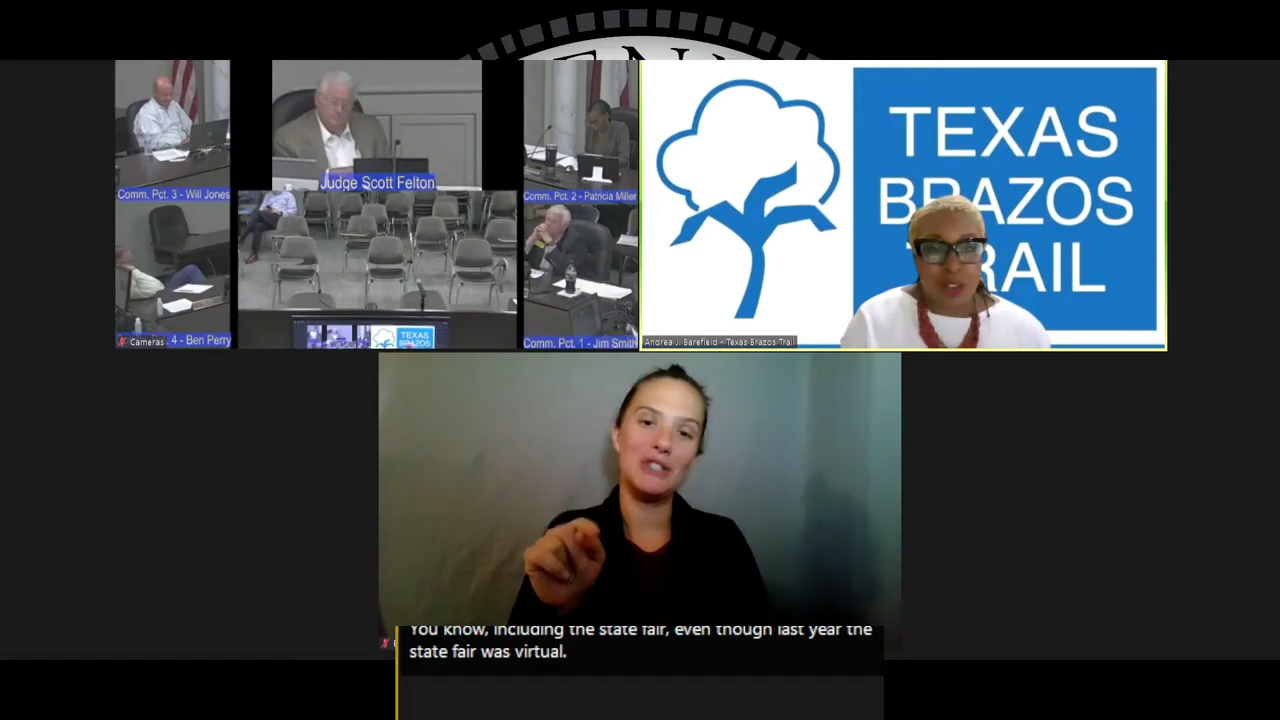 Comm. Pct. 3 - Will Jones
Judge Scott Felton
Comm. Pct. 2 - Patricia Miller
TEXAS
BRAZOS
TRAIL
Cameras
4 - Ben Perry
TEXAS
BRAZOS
Comm. Pct. 1 - Jim Smith
Andrea J. Barefield - Texas Brazos Trail
You know, including the state fair, even though last year the
state fair was virtual.